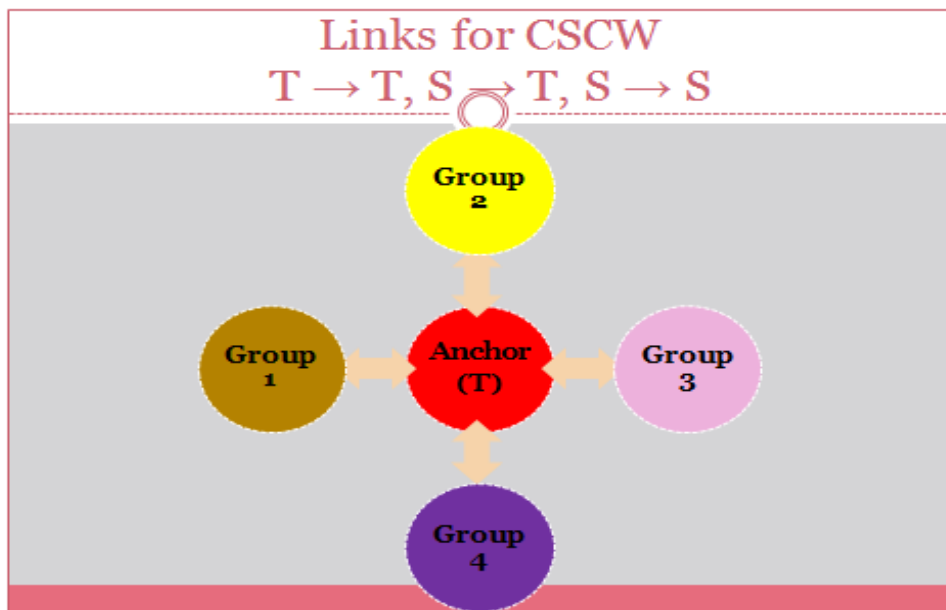 Links for CSCW
T → T, S → T, S → S
Group
2
Group
1
Anchor
(T)
Group
3
Group
4